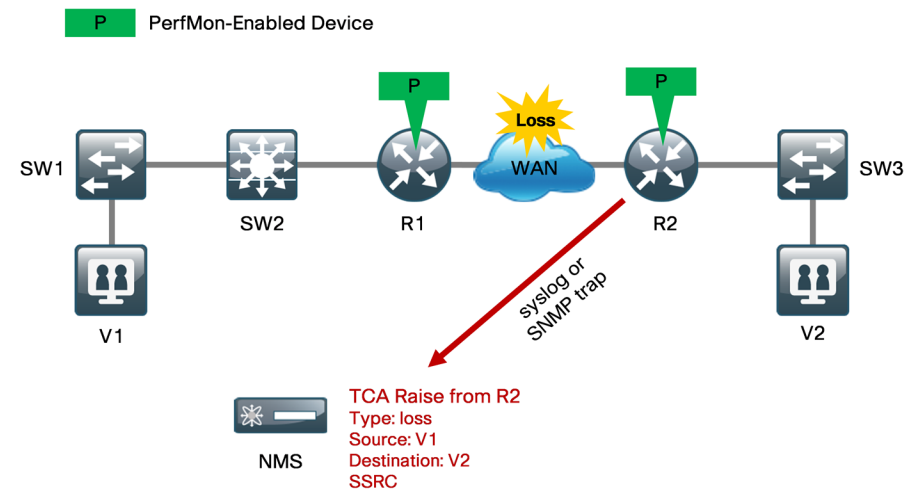 P
PerfMon-Enabled Device
P
P
Loss
WAN
SW1
SW2
R1
R2
SW3
V1
V2
syslog or
SNMP trap
NMS
TCA Raise from R2
Type: loss
Source: V1
Destination: V2
SSRC